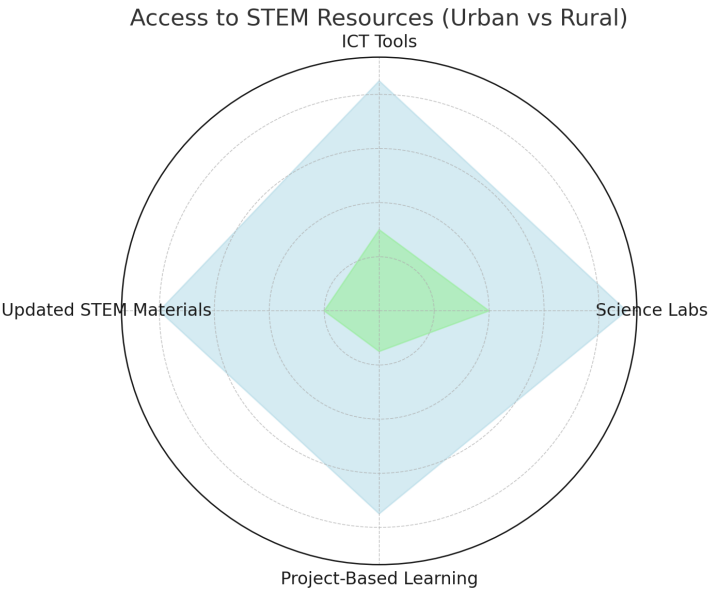 Access to STEM Resources (Urban vs Rural)
ICT Tools
Updated STEM Materials
Science Labs
Project-Based Learning